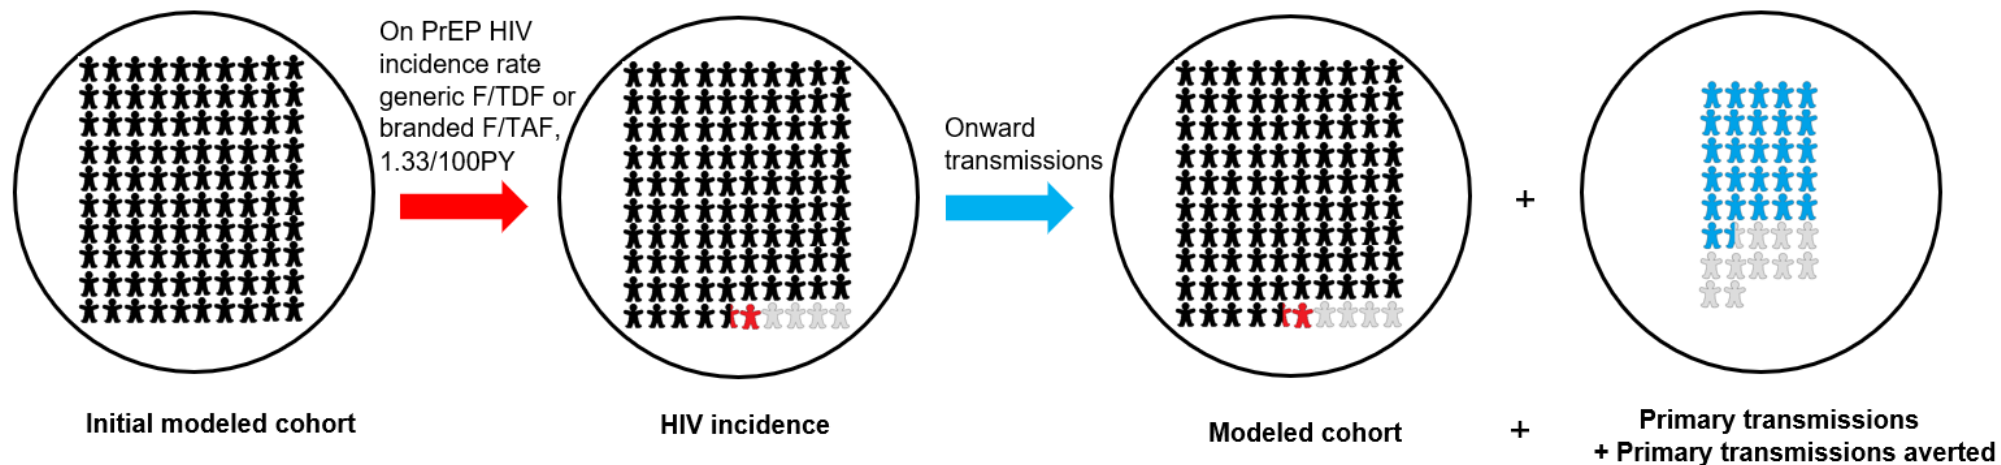 On PrEP HIV
incidence rate
generic F/TDF or
branded F/TAF,
1.33/100PY
Onward
transmissions
+
Initial modeled cohort
HIV incidence
Modeled cohort
+
Primary transmissions
+ Primary transmissions averted